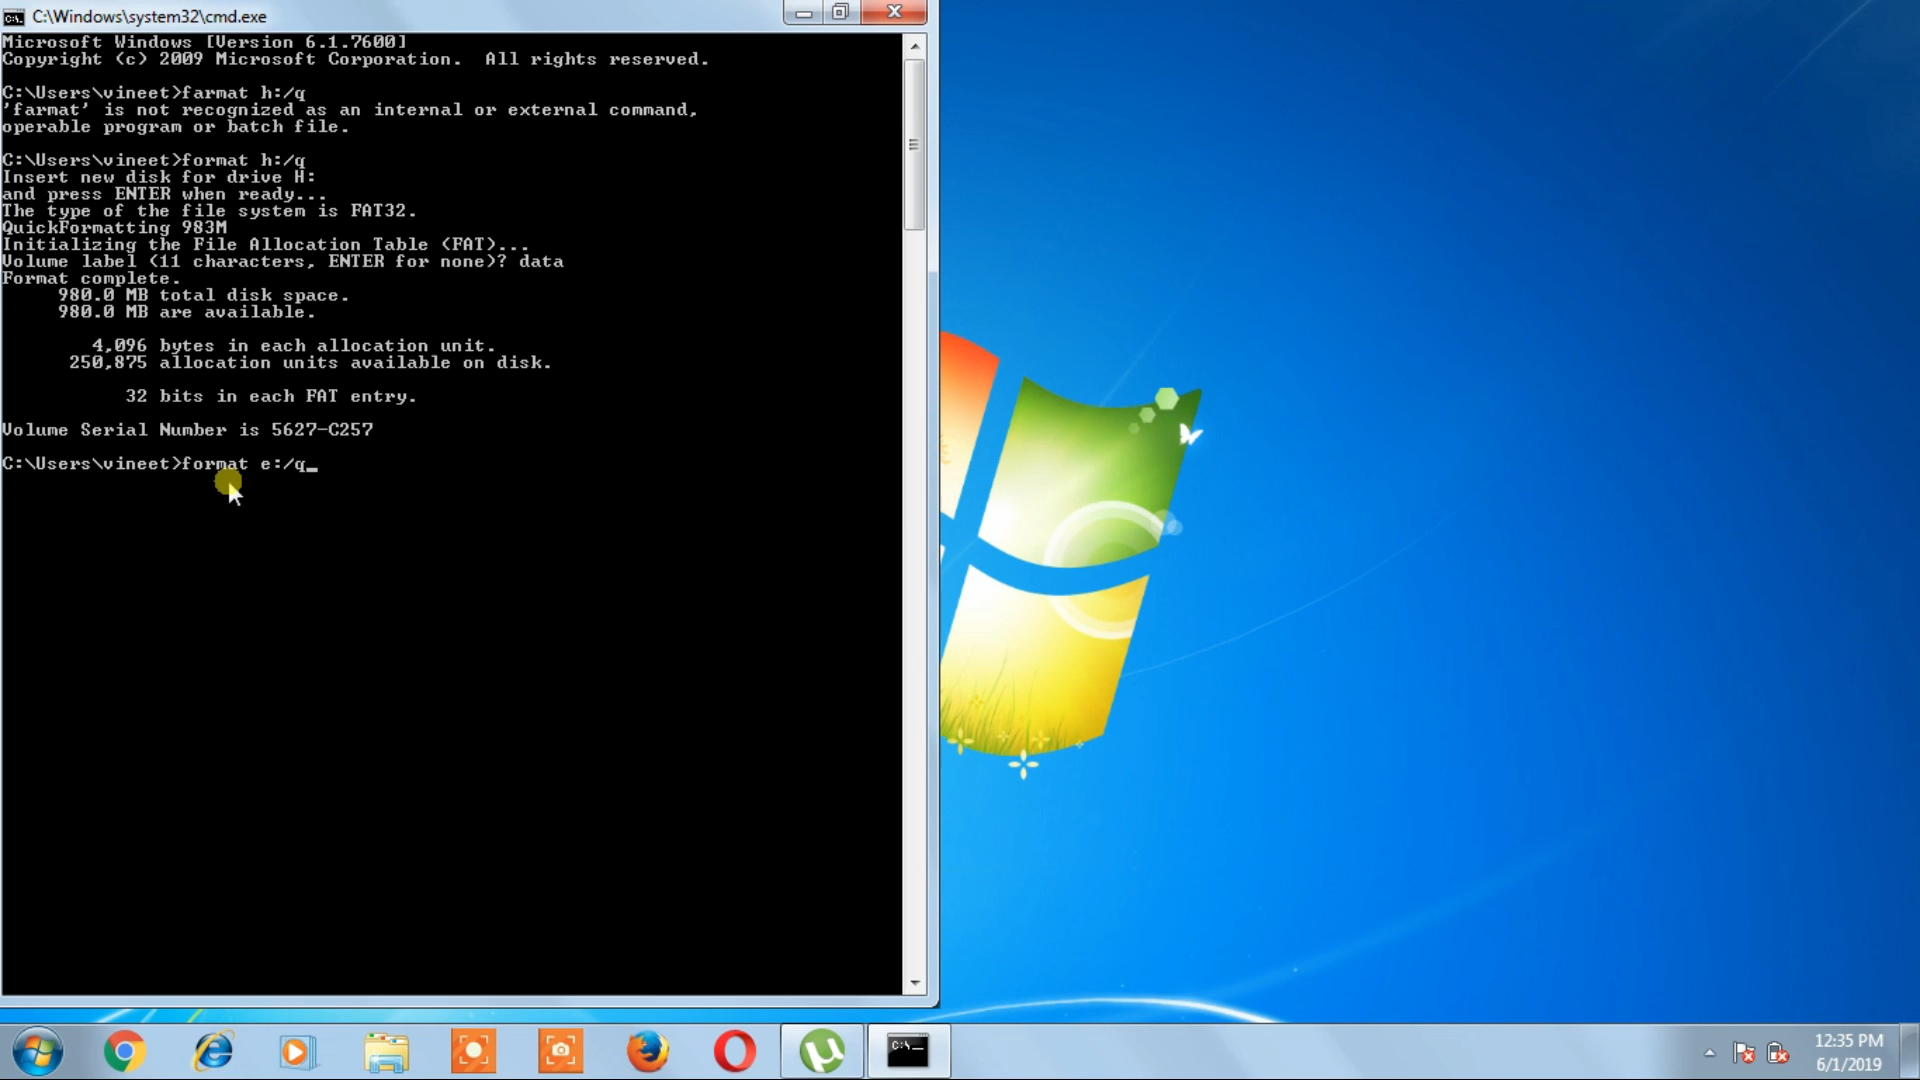 C:\Windows\system32\cmd.exe
Microsoft Windows [Version 6.1.7600]
Copyright (c) 2009 Microsoft Corporation.  All rights reserved.
C:\Users\vineet>farmat h:/q
'farmat' is not recognized as an internal or external command,
operable program or batch file.
C:\Users\vineet>format h:/q
Insert new disk for drive H:
and press ENTER when ready...
The type of the file system is FAT32.
QuickFormatting 983M
Initializing the File Allocation Table (FAT)...
Volume label (11 characters, ENTER for none)? data
Format complete.
980.0 MB total disk space.
980.0 MB are available.
4,096 bytes in each allocation unit.
250,875 allocation units available on disk.
32 bits in each FAT entry.
Volume Serial Number is 5627-C257
C:\Users\vineet>format e:/q_
12:35 PM
6/1/2019